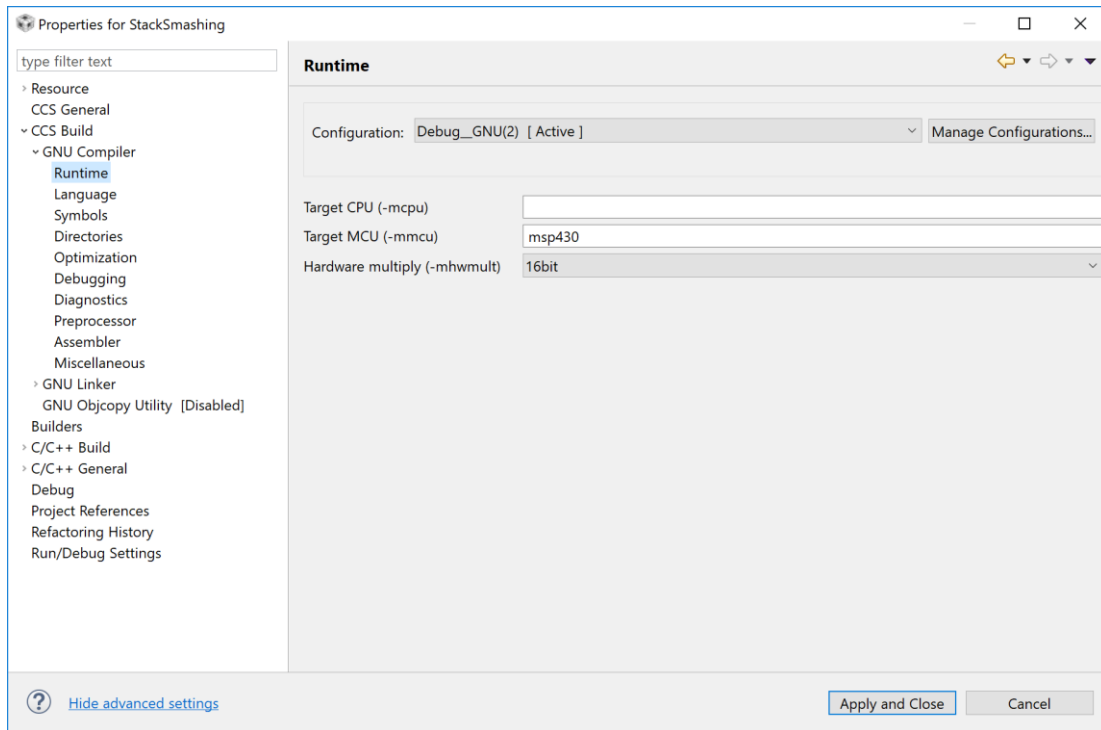 Properties for StackSmashing
type filter text
Resource
CCS General
CCS Build
GNU Compiler
Runtime
Language
Symbols
Directories
Optimization
Debugging
Diagnostics
Preprocessor
Assembler
Miscellaneous
GNU Linker
GNU Objcopy Utility [Disabled]
Builders
C/C++ Build
C/C++ General
Debug
Project References
Refactoring History
Run/Debug Settings
Runtime
Configuration: Debug__GNU(2) [ Active ] Manage Configurations...
Target CPU (-mcpu)
Target MCU (-mmcu) msp430
Hardware multiply (-mhwmult) 16bit
? Hide advanced settings Apply and Close Cancel